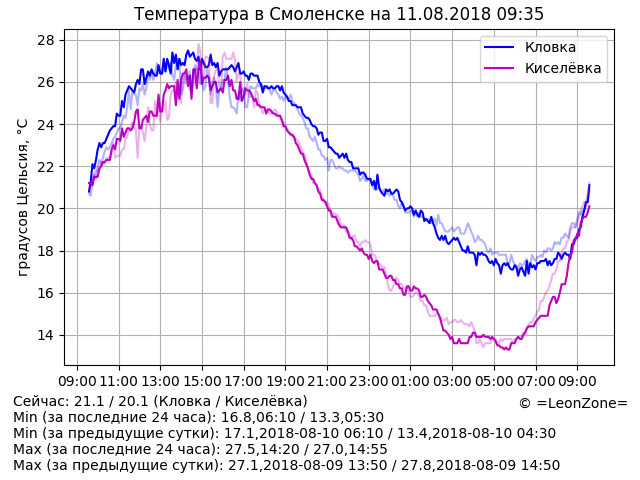 Температура в Смоленске на 11.08.2018 09:35
градусов Цельсия, °C
28
26
24
22
20
18
16
14
Кловка
Киселёвка
09:00 11:00 13:00 15:00 17:00 19:00 21:00 23:00 01:00 03:00 05:00 07:00 09:00
Сейчас: 21.1 / 20.1 (Кловка / Киселёвка)
© =LeonZone=
Min (за последние 24 часа): 16.8,06:10 / 13.3,05:30
Min (за предыдущие сутки): 17.1,2018-08-10 06:10 / 13.4,2018-08-10 04:30
Max (за последние 24 часа): 27.5,14:20 / 27.0,14:55
Max (за предыдущие сутки): 27.1,2018-08-09 13:50 / 27.8,2018-08-09 14:50